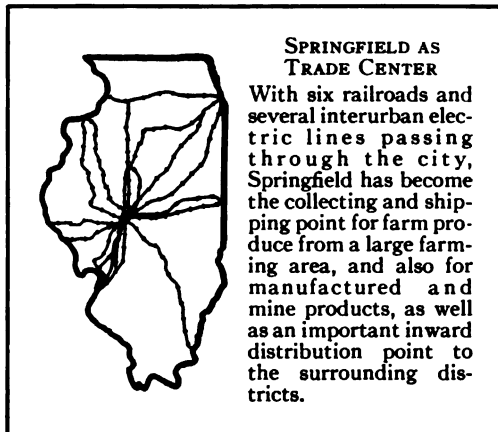 SPRINGFIELD AS
TRADE CENTER
With six railroads and
several interurban elec-
tric lines passing
through the city,
Springfield has become
the collecting and ship-
ping point for farm pro-
duce from a large farm-
ing area, and also for
manufactured and
mine products, as well
as an important inward
distribution point to
the surrounding dis-
tricts.